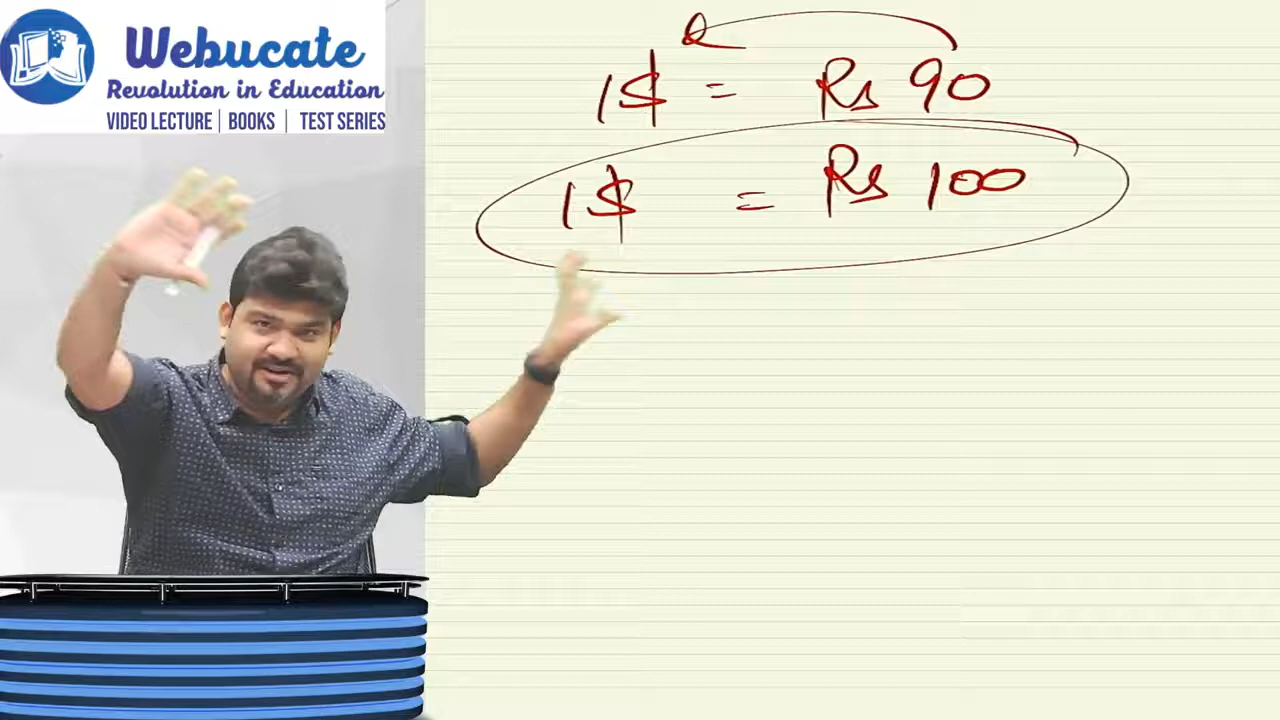 Webucate
Revolution in Education
VIDEO LECTURE | BOOKS | TEST SERIES
1$ = Rs 90
1$ = Rs 100